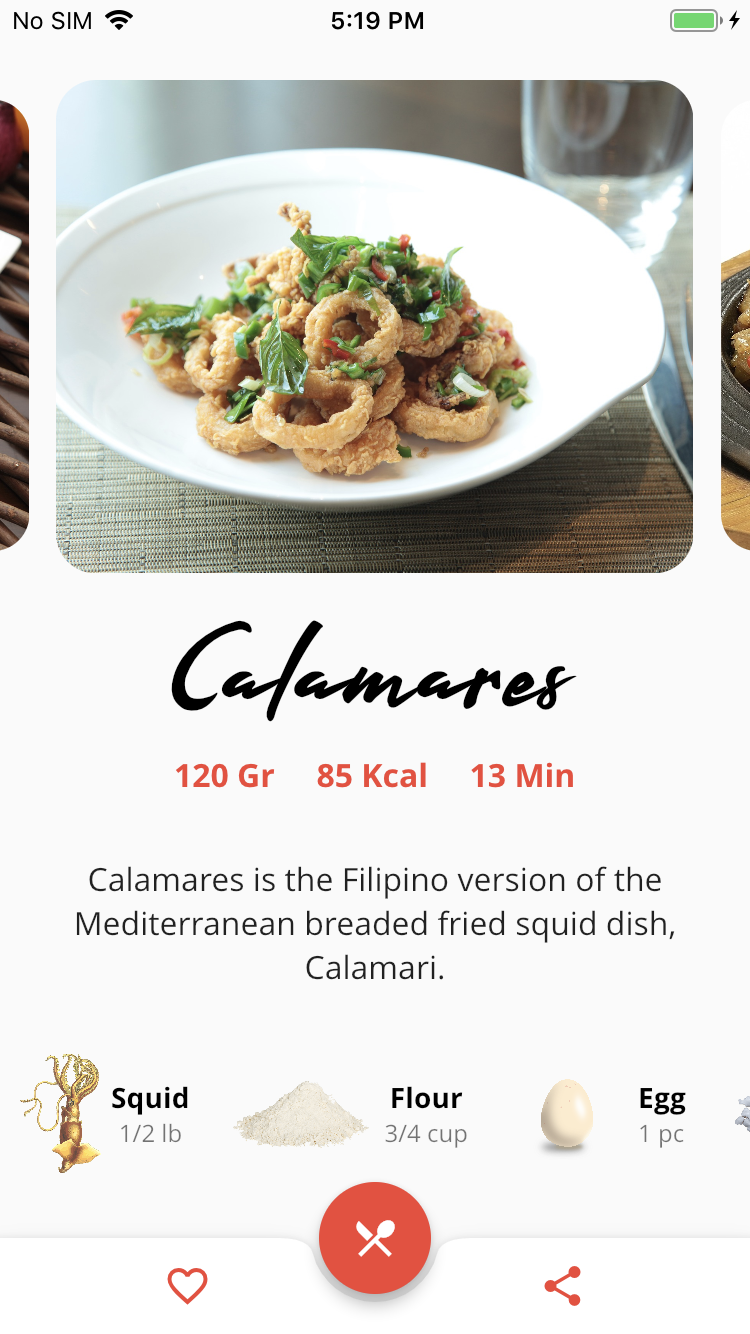 No SIM 5:19 PM
Calamares
120 Gr 85 Kcal 13 Min
Calamares is the Filipino version of the
Mediterranean breaded fried squid dish,
Calamari.
Squid Flour Egg
1/2 lb 3/4 cup 1 pc